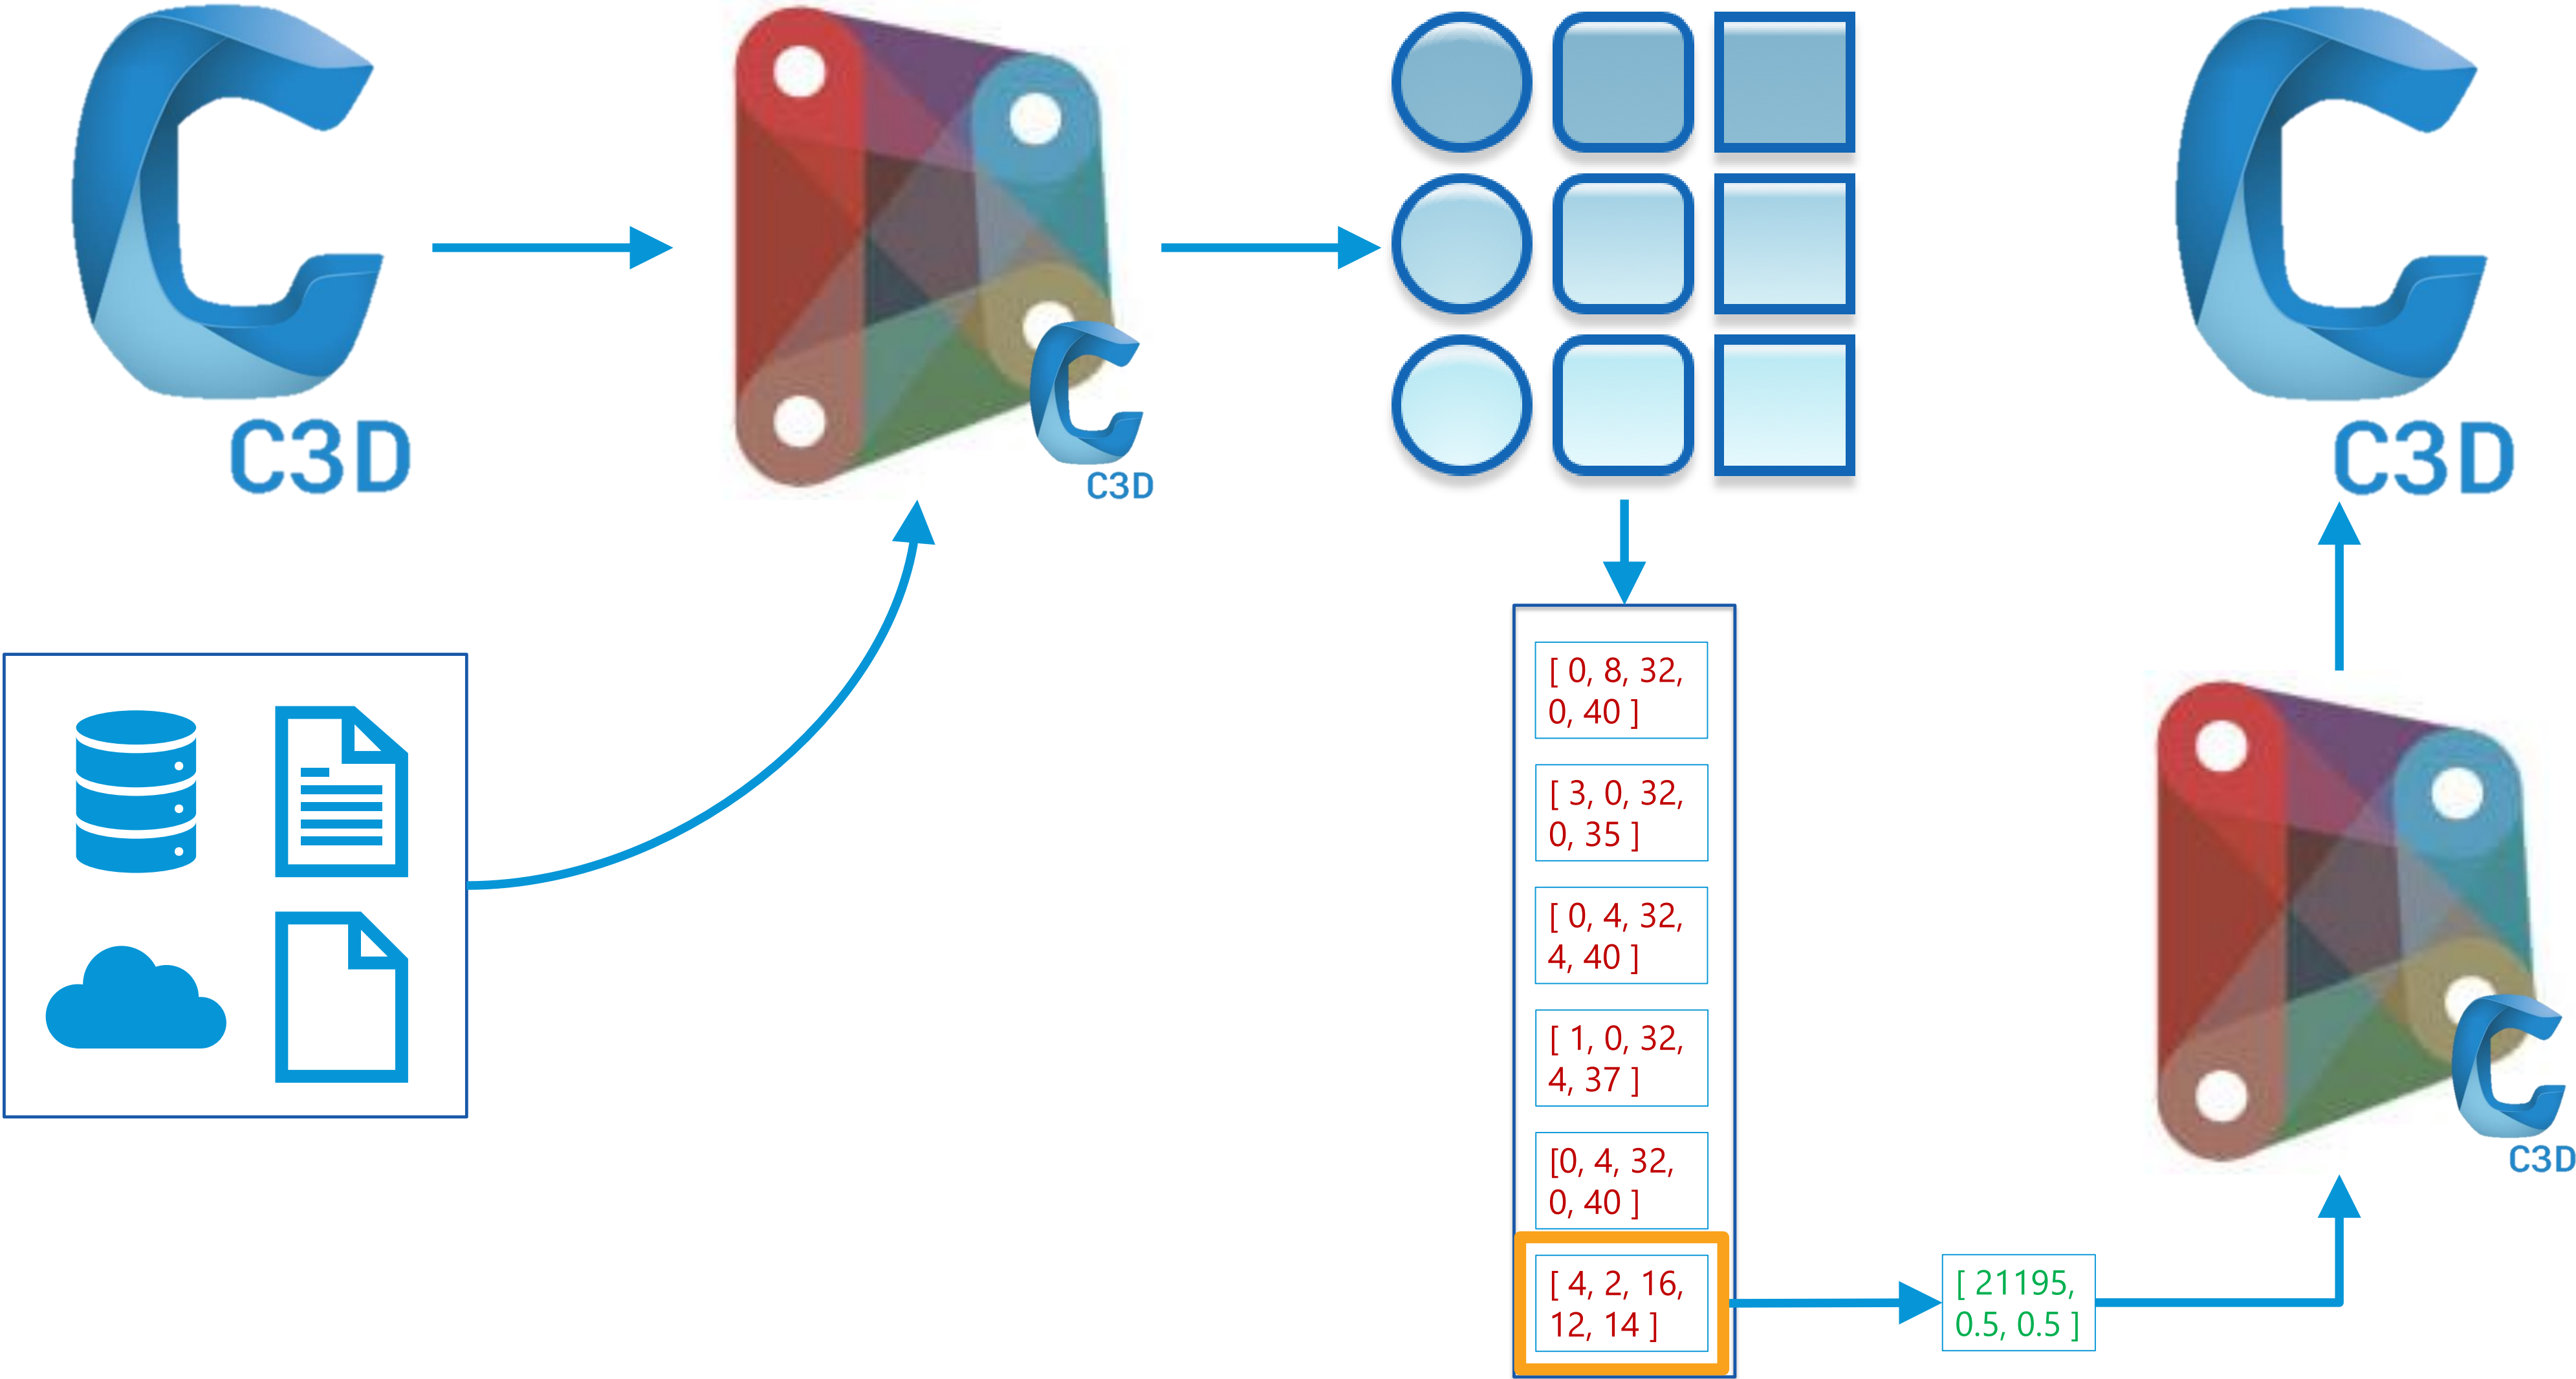 C3D
C3D
C3D
[ 0, 8, 32,
0, 40 ]
[ 3, 0, 32,
0, 35 ]
[ 0, 4, 32,
4, 40 ]
[ 1, 0, 32,
4, 37 ]
[0, 4, 32,
0, 40 ]
[ 4, 2, 16,
12, 14 ]
[ 21195,
0.5, 0.5 ]
C3D